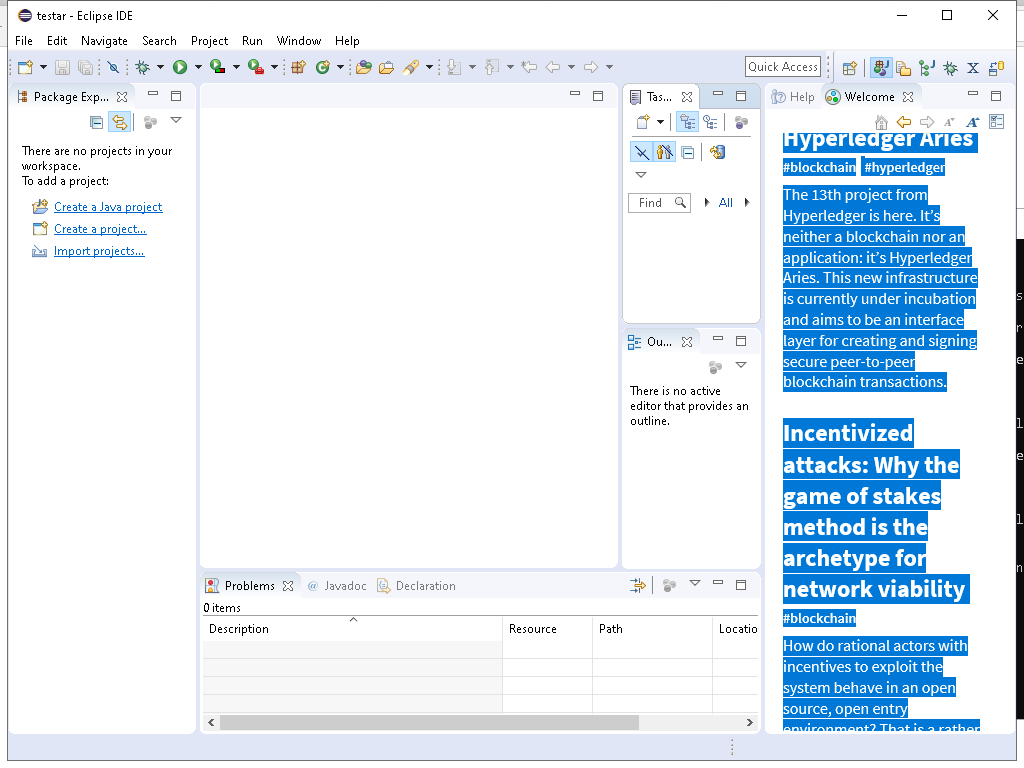 testar - Eclipse IDE
File Edit Navigate Search Project Run Window Help
Quick Access
Package Exp...
There are no projects in your
workspace.
To add a project:
Create a Java project
Create a project...
Import projects...
Tas...
Find
All
Ou...
There is no active
editor that provides an
outline.
Problems
@ Javadoc
Declaration
0 items
Description Resource Path Locatio
Help
Welcome
Hyperledger Aries
#blockchain #hyperledger
The 13th project from
Hyperledger is here. It’s
neither a blockchain nor an
application: it’s Hyperledger
Aries. This new infrastructure
is currently under incubation
and aims to be an interface
layer for creating and signing
secure peer-to-peer
blockchain transactions.
Incentivized
attacks: Why the
game of stakes
method is the
archetype for
network viability
#blockchain
How do rational actors with
incentives to exploit the
system behave in an open
source, open entry
environment? That is a rather